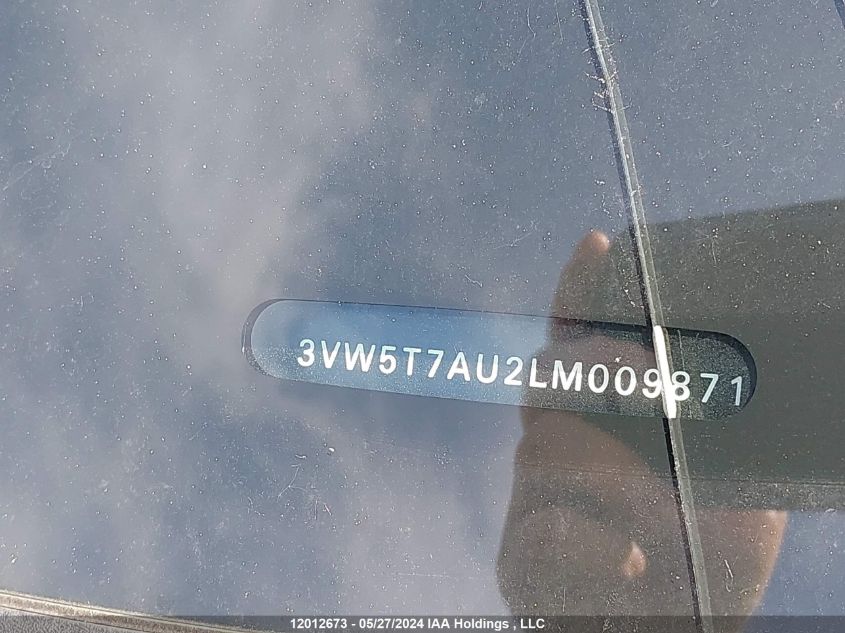 3VW5T7AU2LM009871
12012673 - 05/27/2024 IAA Holdings , LLC